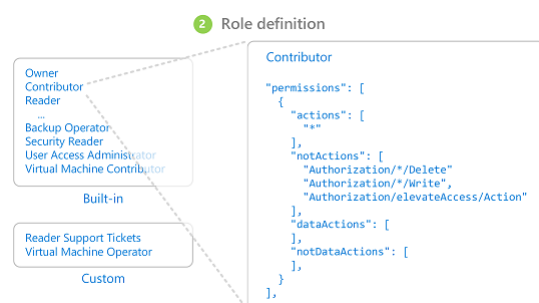 2 Role definition
Owner
Contributor
Reader
...
Backup Operator
Security Reader
User Access Administrator
Virtual Machine Contributor
Built-in
Reader Support Tickets
Virtual Machine Operator
Custom
Contributor
"permissions": [
{
"actions": [
"*"
],
"notActions": [
"Authorization/*/Delete"
"Authorization/*/Write",
"Authorization/elevateAccess/Action"
],
"dataActions": [
],
"notDataActions": [
],
}
],